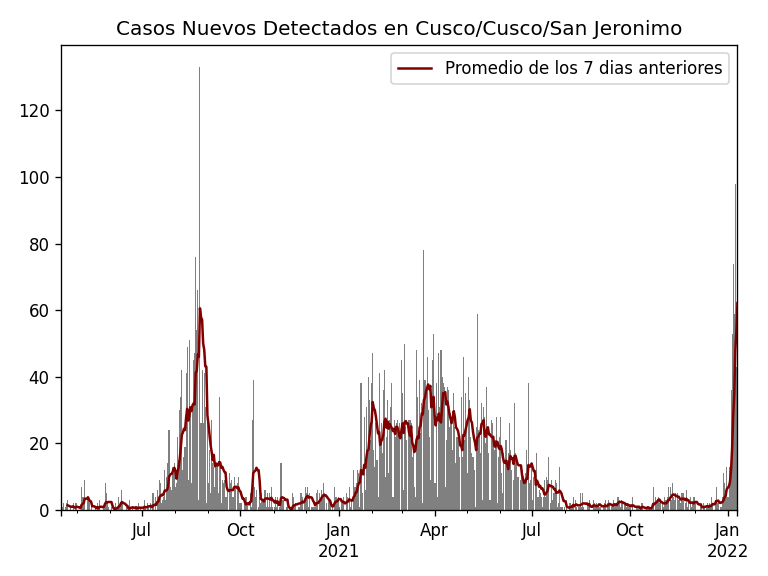 Casos Nuevos Detectados en Cusco/Cusco/San Jeronimo
Promedio de los 7 dias anteriores
120
100
80
60
40
20
0
Jul Oct Jan Apr Jul Oct Jan
2021 2022